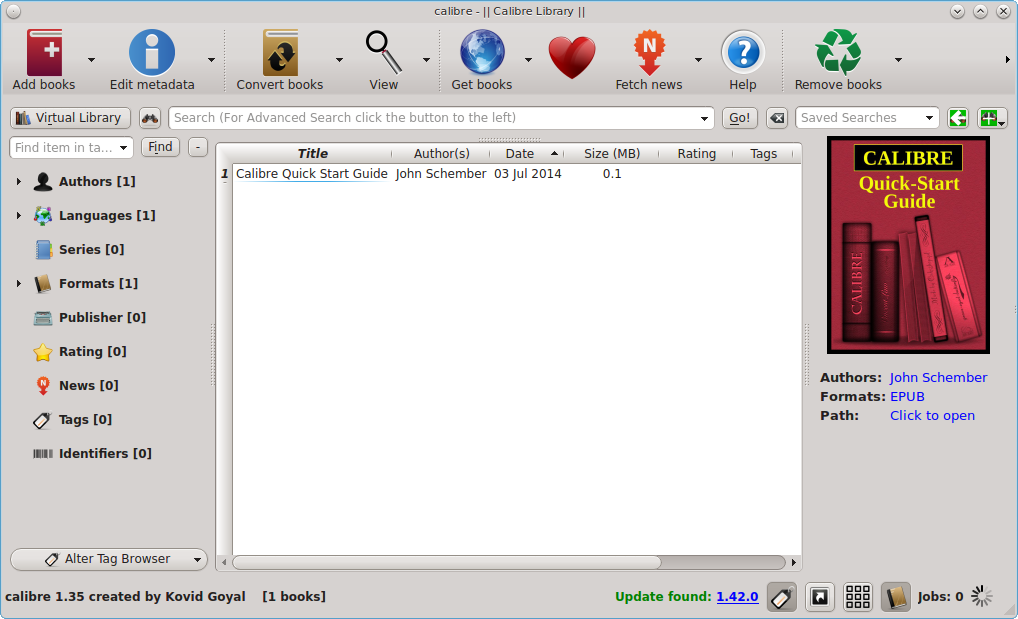 calibre - || Calibre Library ||
Add books
Edit metadata
Convert books
View
Get books
N
Fetch news
?
Help
Remove books
Virtual Library
Search (For Advanced Search click the button to the left)
Go!
Saved Searches
Find item in ta...
Find
-
Title Author(s) Date Size (MB) Rating Tags
1 Calibre Quick Start Guide John Schember 03 Jul 2014 0.1
Authors [1]
Languages [1]
Series [0]
Formats [1]
Publisher [0]
Rating [0]
N
News [0]
Tags [0]
Identifiers [0]
Alter Tag Browser
CALIBRE
Quick-Start
Guide
CALIBRE
Authors: John Schember
Formats: EPUB
Path: Click to open
calibre 1.35 created by Kovid Goyal [1 books]
Update found: 1.42.0
Jobs: 0